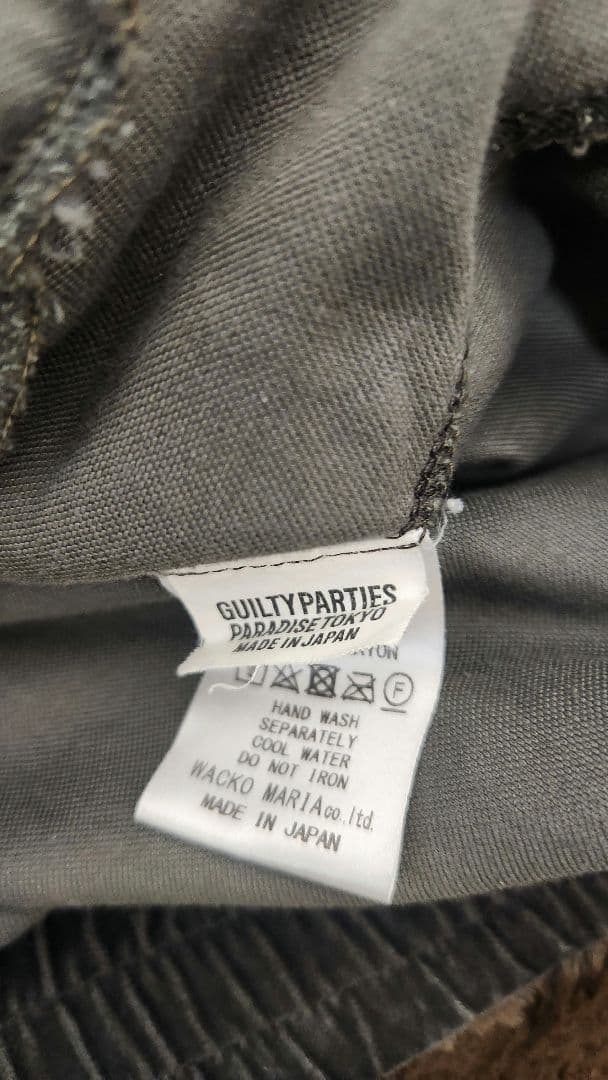 GUILTY PARTIES
PARADISE TOKYO
MADE IN JAPAN
F
HAND WASH
SEPARATELY
COOL WATER
DO NOT IRON
WACKO MARIA co.,ltd.
MADE IN JAPAN